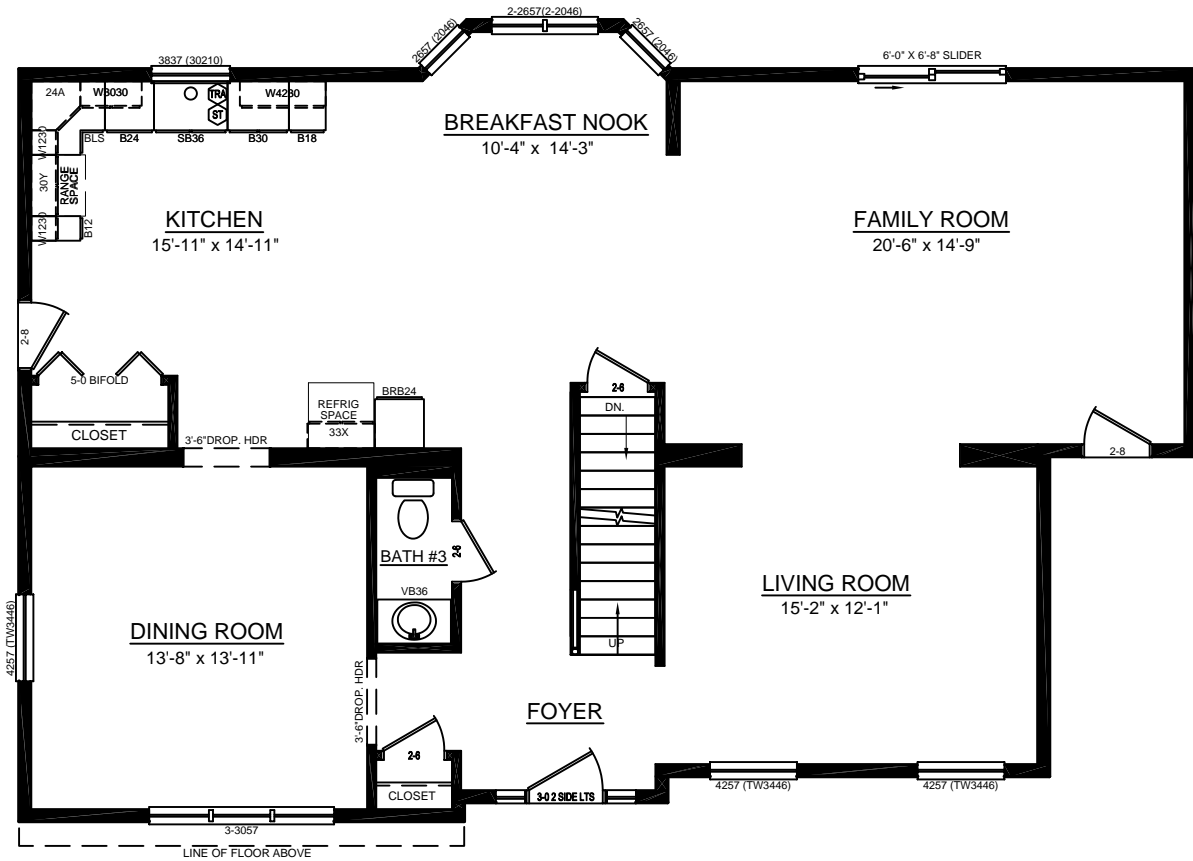 2-2657(2-2046)
2657 (2046)
2657 (2046)
3837 (30210)
6'-0" X 6'-8" SLIDER
24A
W3030
TRA
ST
W4230
BREAKFAST NOOK
10'-4" x 14'-3"
W1230
BLS
B24
SB36
B30
B18
30Y
RANGE
SPACE
W1230
B12
KITCHEN
15'-11" x 14'-11"
FAMILY ROOM
20'-6" x 14'-9"
2-8
5-0 BIFOLD
CLOSET
3'-6"DROP. HDR
REFRIG
SPACE
33X
BRB24
2-6
DN.
2-8
BATH #3
2-6
VB36
LIVING ROOM
15'-2" x 12'-1"
4257 (TW3446)
DINING ROOM
13'-8" x 13'-11"
UP
3'-6"DROP. HDR
FOYER
2-6
CLOSET
3-0 2 SIDE LTS
4257 (TW3446)
4257 (TW3446)
3-3057
LINE OF FLOOR ABOVE